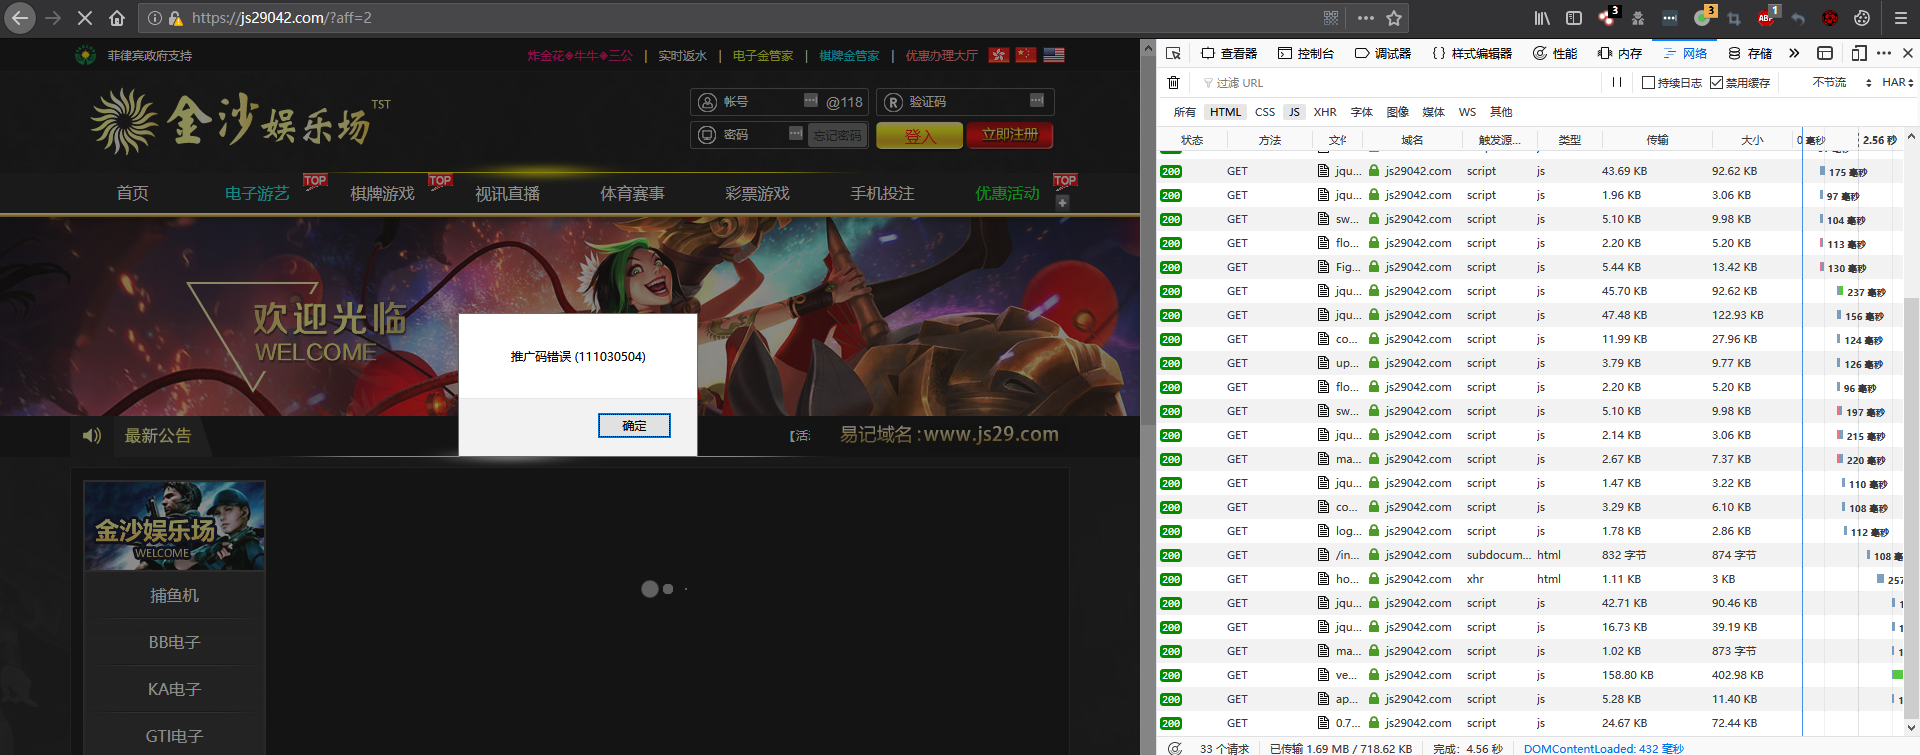 https://js29042.com/?aff=2
3
3
ABP
1
菲律宾政府支持
炸金花◆牛牛◆三公 | 实时返水 | 电子金管家 | 棋牌金管家 | 优惠办理大厅
金沙娱乐场 TST
帐号 @118 验证码
密码 忘记密码 登入 立即注册
首页 电子游艺 TOP 棋牌游戏 TOP 视讯直播 体育赛事 彩票游戏 手机投注 优惠活动 TOP
欢迎光临
WELCOME
推广码错误 (111030504)
确定
最新公告 【活 易记域名:www.js29.com
金沙娱乐场
WELCOME
捕鱼机
BB电子
KA电子
GTI电子
查看器 控制台 调试器 样式编辑器 性能 内存 网络 存储
过滤 URL 持续日志 禁用缓存 不节流 HAR
所有 HTML CSS JS XHR 字体 图像 媒体 WS 其他
状态 方法 文化 域名 触发源... 类型 传输 大小 0 毫秒 2.56 秒
200 GET jqu... js29042.com script js 43.69 KB 92.62 KB 175 毫秒
200 GET jqu... js29042.com script js 1.96 KB 3.06 KB 97 毫秒
200 GET sw... js29042.com script js 5.10 KB 9.98 KB 104 毫秒
200 GET flo... js29042.com script js 2.20 KB 5.20 KB 113 毫秒
200 GET Fig... js29042.com script js 5.44 KB 13.42 KB 130 毫秒
200 GET jqu... js29042.com script js 45.70 KB 92.62 KB 237 毫秒
200 GET jqu... js29042.com script js 47.48 KB 122.93 KB 156 毫秒
200 GET co... js29042.com script js 11.99 KB 27.96 KB 124 毫秒
200 GET up... js29042.com script js 3.79 KB 9.77 KB 126 毫秒
200 GET flo... js29042.com script js 2.20 KB 5.20 KB 96 毫秒
200 GET sw... js29042.com script js 5.10 KB 9.98 KB 197 毫秒
200 GET jqu... js29042.com script js 2.14 KB 3.06 KB 215 毫秒
200 GET ma... js29042.com script js 2.67 KB 7.37 KB 220 毫秒
200 GET jqu... js29042.com script js 1.47 KB 3.22 KB 110 毫秒
200 GET co... js29042.com script js 3.29 KB 6.10 KB 108 毫秒
200 GET log... js29042.com script js 1.78 KB 2.86 KB 112 毫秒
200 GET /in... js29042.com subdocum... html 832 字节 874 字节 108 毫
200 GET ho... js29042.com xhr html 1.11 KB 3 KB 257
200 GET jqu... js29042.com script js 42.71 KB 90.46 KB 1
200 GET jqu... js29042.com script js 16.73 KB 39.19 KB 1
200 GET ma... js29042.com script js 1.02 KB 873 字节 1
200 GET ve... js29042.com script js 158.80 KB 402.98 KB
200 GET ap... js29042.com script js 5.28 KB 11.40 KB 1
200 GET 0.7... js29042.com script js 24.67 KB 72.44 KB
33 个请求 已传输 1.69 MB / 718.62 KB 完成: 4.56 秒 DOMContentLoaded: 432 毫秒